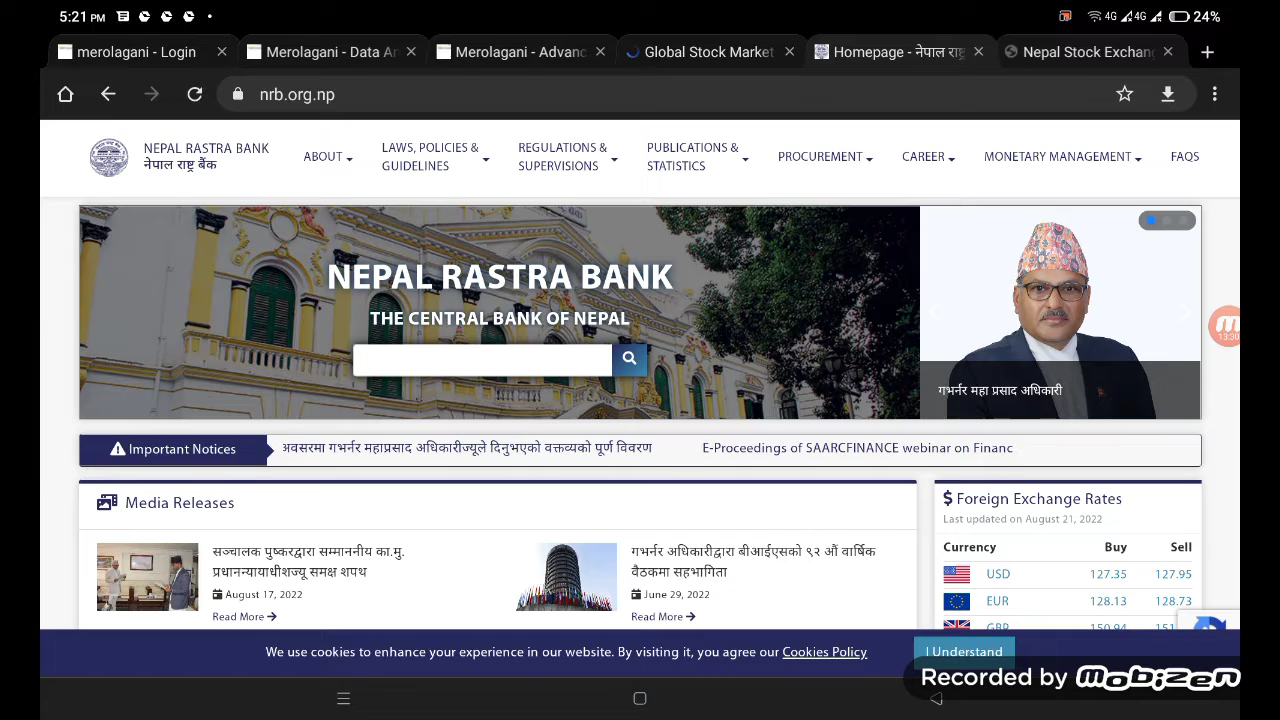 5:21 PM
4G 4G 24%
merolagani - Login
Merolagani - Data An
Merolagani - Advanc
Global Stock Market
Homepage - नेपाल राष्ट्र
Nepal Stock Exchan
nrb.org.np
NEPAL RASTRA BANK
नेपाल राष्ट्र बैंक
ABOUT
LAWS, POLICIES &
GUIDELINES
REGULATIONS &
SUPERVISIONS
PUBLICATIONS &
STATISTICS
PROCUREMENT
CAREER
MONETARY MANAGEMENT
FAQS
NEPAL RASTRA BANK
THE CENTRAL BANK OF NEPAL
गभर्नर महा प्रसाद अधिकारी
13:30
Important Notices
अवसरमा गभर्नर महाप्रसाद अधिकारीज्यूले दिनुभएको वक्तव्यको पूर्ण विवरण
E-Proceedings of SAARCFINANCE webinar on Financ
Media Releases
सञ्चालक पुष्करद्वारा सम्माननीय का.मु.
प्रधानन्यायाधीशज्यू समक्ष शपथ
August 17, 2022
Read More
गभर्नर अधिकारीद्वारा बीआईएसको ९२ औं वार्षिक
वैठकमा सहभागिता
June 29, 2022
Read More
Foreign Exchange Rates
Last updated on August 21, 2022
Currency Buy Sell
USD 127.35 127.95
EUR 128.13 128.73
GBP 150.94
We use cookies to enhance your experience in our website. By visiting it, you agree our Cookies Policy
I Understand
Recorded by mobizen